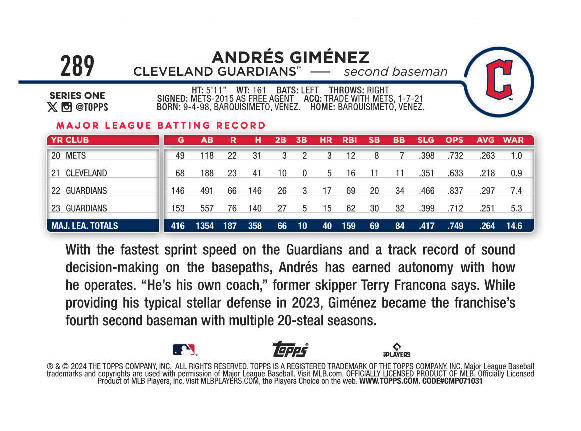 289
ANDRÉS GIMÉNEZ
CLEVELAND GUARDIANS™ — second baseman
C
SERIES ONE
X @TOPPS
HT: 5'11" WT: 161 BATS: LEFT THROWS: RIGHT
SIGNED: METS-2015 AS FREE AGENT ACQ: TRADE WITH METS, 1-7-21
BORN: 9-4-98, BARQUISIMETO, VENEZ. HOME: BARQUISIMETO, VENEZ.
MAJOR LEAGUE BATTING RECORD
YR CLUB G AB R H 2B 3B HR RBI SB BB SLG OPS AVG WAR
20 METS 49 118 22 31 3 2 3 12 8 7 .398 .732 .263 1.0
21 CLEVELAND 68 188 23 41 10 0 5 16 11 11 .351 .633 .218 0.9
22 GUARDIANS 146 491 66 146 26 3 17 69 20 34 .466 .837 .297 7.4
23 GUARDIANS 153 557 76 140 27 5 15 62 30 32 .399 .712 .251 5.3
MAJ. LEA. TOTALS 416 1354 187 358 66 10 40 159 69 84 .417 .749 .264 14.6
With the fastest sprint speed on the Guardians and a track record of sound
decision-making on the basepaths, Andrés has earned autonomy with how
he operates. “He's his own coach,” former skipper Terry Francona says. While
providing his typical stellar defense in 2023, Giménez became the franchise's
fourth second baseman with multiple 20-steal seasons.
Topps
PLAYERS
® & © 2024 THE TOPPS COMPANY, INC. ALL RIGHTS RESERVED. TOPPS IS A REGISTERED TRADEMARK OF THE TOPPS COMPANY, INC. Major League Baseball
trademarks and copyrights are used with permission of Major League Baseball. Visit MLB.com. OFFICIALLY LICENSED PRODUCT OF MLB. Officially Licensed
Product of MLB Players, Inc. Visit MLBPLAYERS.COM, the Players Choice on the web. WWW.TOPPS.COM. CODE#CMP071031